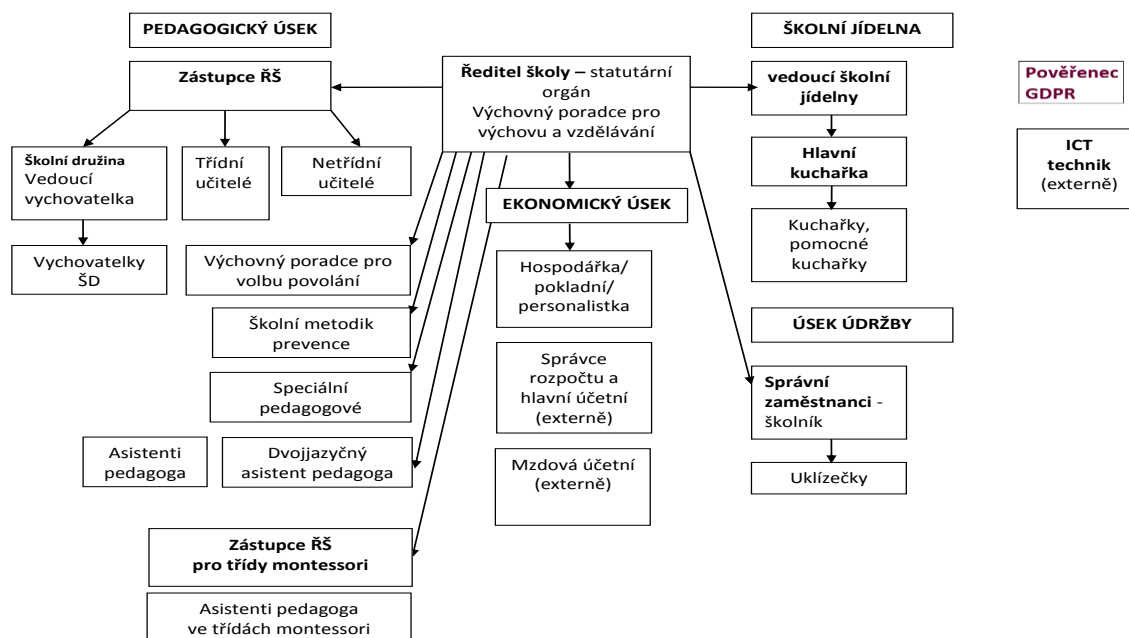 PEDAGOGICKÝ ÚSEK
ŠKOLNÍ JÍDELNA
Zástupce ŘŠ
Ředitel školy – statutární
orgán
Výchovný poradce pro
výchovu a vzdělávání
vedoucí školní
jídelny
Pověřenec
GDPR
Školní družina
Vedoucí
vychovatelka
Třídní
učitelé
Netřídní
učitelé
Hlavní
kuchařka
ICT
technik
(externě)
EKONOMICKÝ ÚSEK
Vychovatelky
ŠD
Výchovný poradce pro
volbu povolání
Hospodářka/
pokladní/
personalistka
Kuchařky,
pomocné
kuchařky
Školní metodik
prevence
ÚSEK ÚDRŽBY
Speciální
pedagogové
Správce
rozpočtu a
hlavní účetní
(externě)
Správní
zaměstnanci -
školník
Asistenti
pedagoga
Dvojjazyčný
asistent pedagoga
Mzdová účetní
(externě)
Uklízečky
Zástupce ŘŠ
pro třídy montessori
Asistenti pedagoga
ve třídách montessori